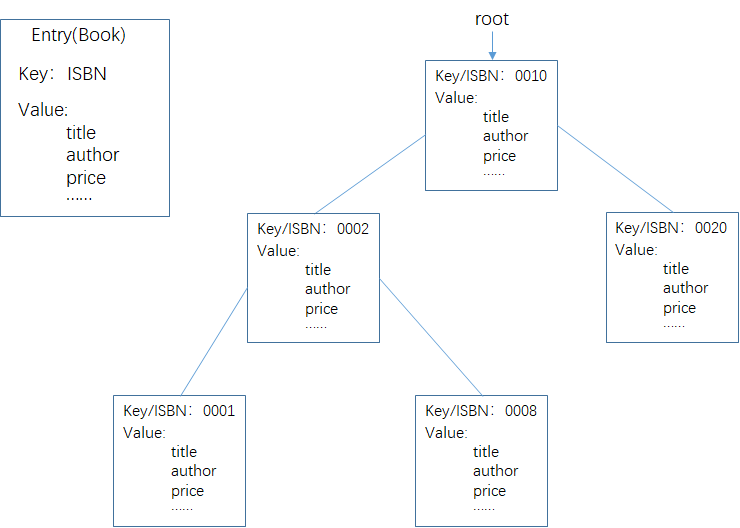 Entry(Book)
Key：ISBN
Value:
title
author
price
……
root
Key/ISBN：0010
Value:
title
author
price
……
Key/ISBN：0002
Value:
title
author
price
……
Key/ISBN：0020
Value:
title
author
price
……
Key/ISBN：0001
Value:
title
author
price
……
Key/ISBN：0008
Value:
title
author
price
……